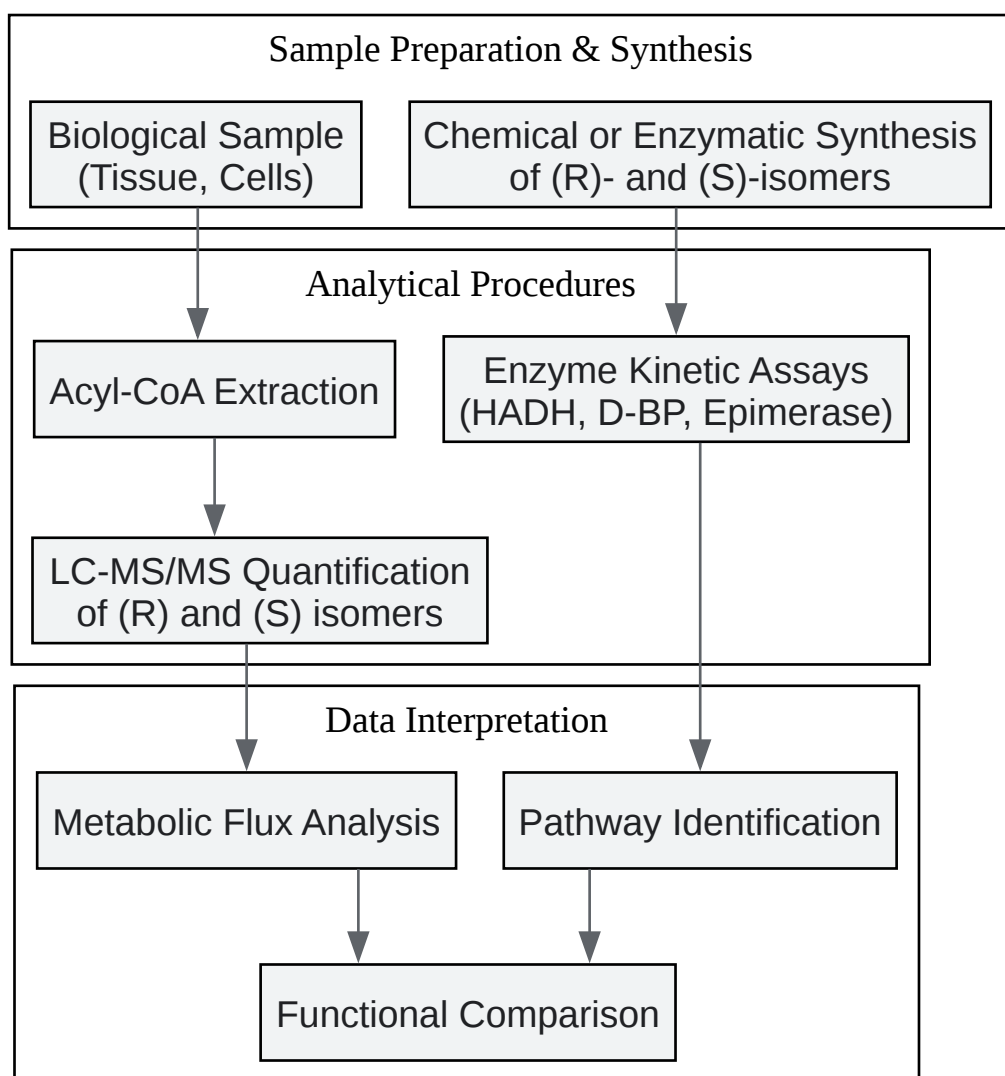 Sample Preparation & Synthesis
Biological Sample
(Tissue, Cells)
Chemical or Enzymatic Synthesis
of (R)- and (S)-isomers
Analytical Procedures
Acyl-CoA Extraction
Enzyme Kinetic Assays
(HADH, D-BP, Epimerase)
LC-MS/MS Quantification
of (R) and (S) isomers
Data Interpretation
Metabolic Flux Analysis
Pathway Identification
Functional Comparison